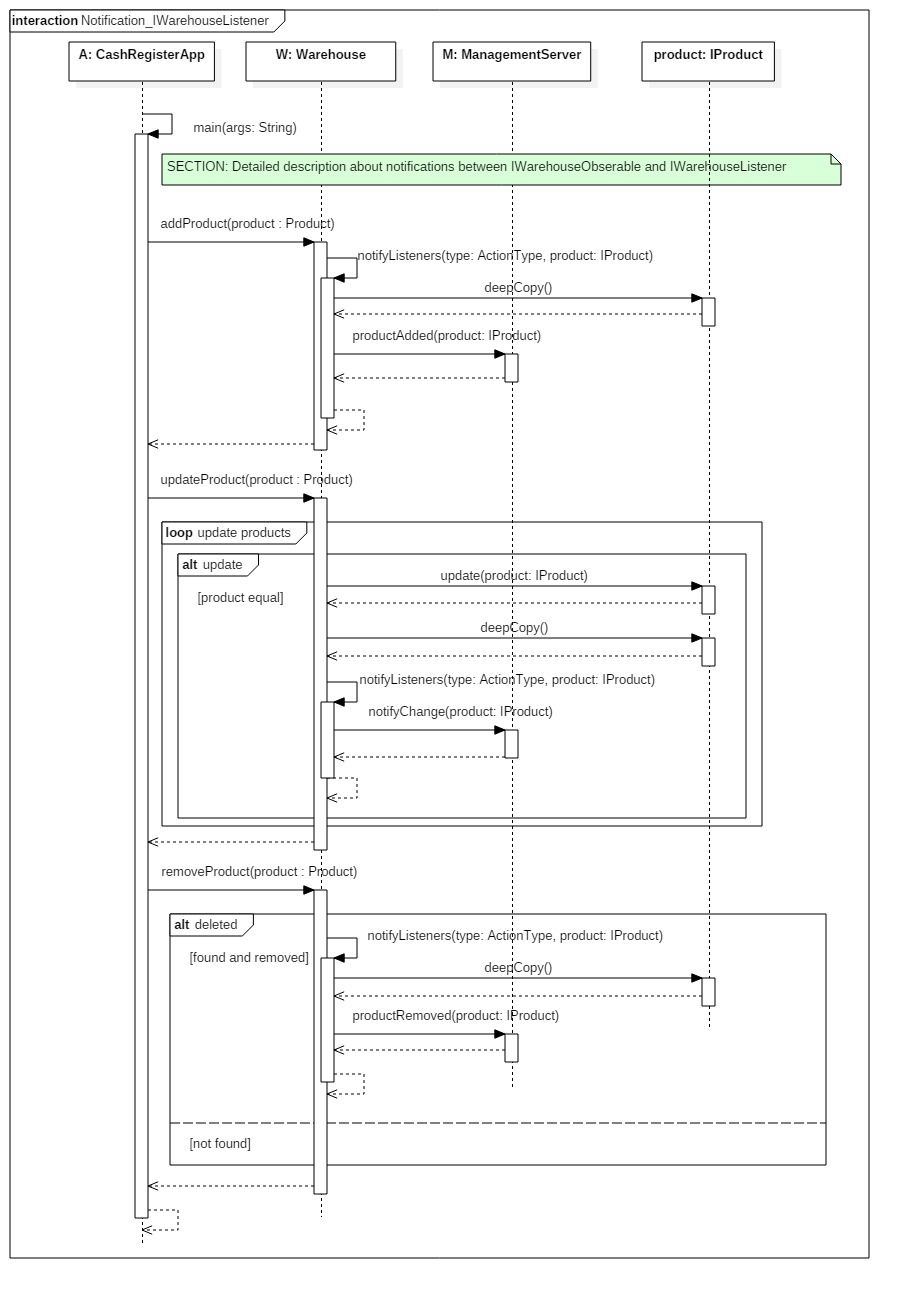 interaction Notification_IWarehouseListener
A: CashRegisterApp
W: Warehouse
M: ManagementServer
product: IProduct
main(args: String)
SECTION: Detailed description about notifications between IWarehouseObserable and IWarehouseListener
addProduct(product : Product)
notifyListeners(type: ActionType, product: IProduct)
deepCopy()
productAdded(product: IProduct)
updateProduct(product : Product)
loop update products
alt update
update(product: IProduct)
[product equal]
deepCopy()
notifyListeners(type: ActionType, product: IProduct)
notifyChange(product: IProduct)
removeProduct(product : Product)
alt deleted
notifyListeners(type: ActionType, product: IProduct)
[found and removed]
deepCopy()
productRemoved(product: IProduct)
[not found]